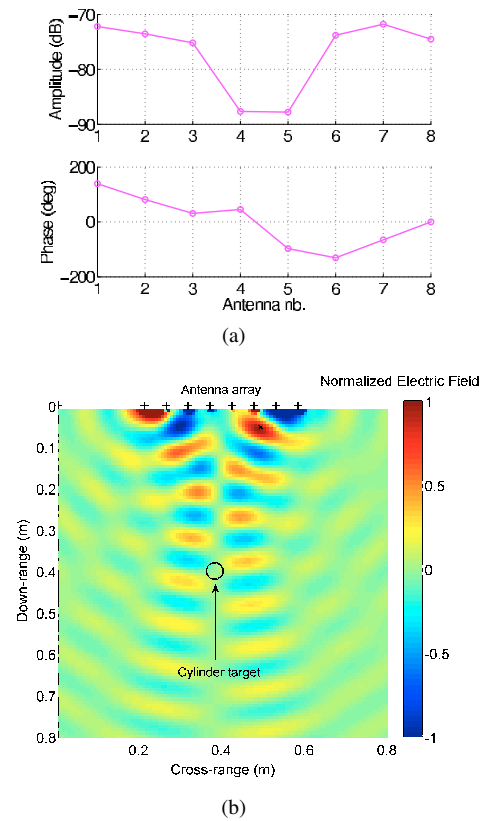 −70
−80
−90
Amplitude (dB)
1 2 3 4 5 6 7 8
200
0
−200
Phase (deg)
1 2 3 4 5 6 7 8
Antenna nb.
(a)
Normalized Electric Field
Antenna array
0
0.1
0.2
0.3
0.4
0.5
0.6
0.7
0.8
Down-range (m)
Cylinder target
0.2 0.4 0.6 0.8
Cross-range (m)
1
0.5
0
-0.5
-1
(b)